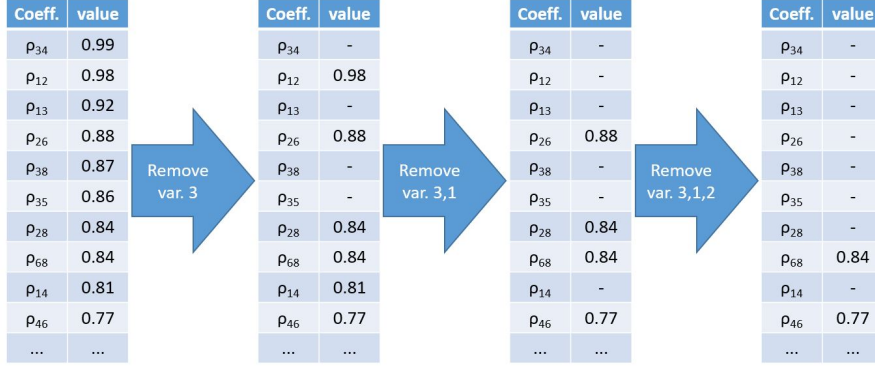 Coeff. value Coeff. value Coeff. value Coeff. value
ρ₃₄ 0.99 ρ₃₄ - ρ₃₄ - ρ₃₄ -
ρ₁₂ 0.98 ρ₁₂ 0.98 ρ₁₂ - ρ₁₂ -
ρ₁₃ 0.92 ρ₁₃ - ρ₁₃ - ρ₁₃ -
ρ₂₆ 0.88 ρ₂₆ 0.88 ρ₂₆ 0.88 ρ₂₆ -
ρ₃₈ 0.87 Remove ρ₃₈ - Remove ρ₃₈ - Remove ρ₃₈ -
ρ₃₅ 0.86 var. 3 ρ₃₅ - var. 3,1 ρ₃₅ - var. 3,1,2 ρ₃₅ -
ρ₂₈ 0.84 ρ₂₈ 0.84 ρ₂₈ 0.84 ρ₂₈ -
ρ₆₈ 0.84 ρ₆₈ 0.84 ρ₆₈ 0.84 ρ₆₈ 0.84
ρ₁₄ 0.81 ρ₁₄ 0.81 ρ₁₄ - ρ₁₄ -
ρ₄₆ 0.77 ρ₄₆ 0.77 ρ₄₆ 0.77 ρ₄₆ 0.77
... ... ... ... ... ... ... ...